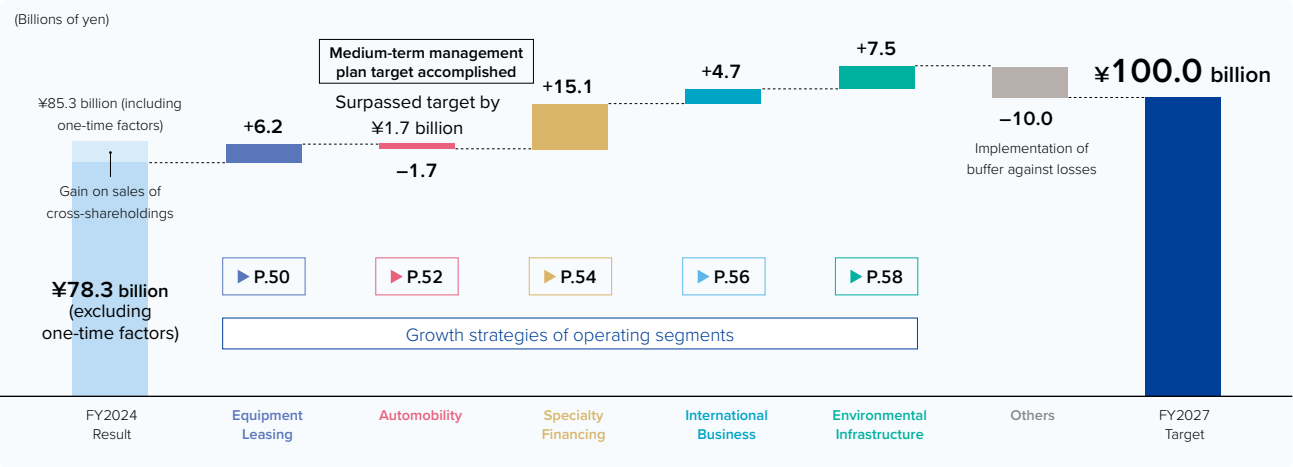 (Billions of yen)
¥85.3 billion (including
one-time factors)
Gain on sales of
cross-shareholdings
¥78.3 billion
(excluding
one-time factors)
+6.2
Medium-term management
plan target accomplished
Surpassed target by
¥1.7 billion
–1.7
+15.1
+4.7
+7.5
–10.0
Implementation of
buffer against losses
¥100.0 billion
P.50
P.52
P.54
P.56
P.58
Growth strategies of operating segments
FY2024
Result
Equipment
Leasing
Automobility
Specialty
Financing
International
Business
Environmental
Infrastructure
Others
FY2027
Target